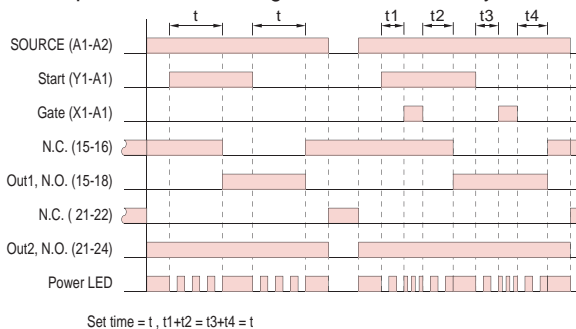 t t t1 t2 t3 t4
SOURCE (A1-A2)
Start (Y1-A1)
Gate (X1-A1)
N.C. (15-16)
Out1, N.O. (15-18)
N.C. ( 21-22)
Out2, N.O. (21-24)
Power LED
Set time = t , t1+t2 = t3+t4 = t